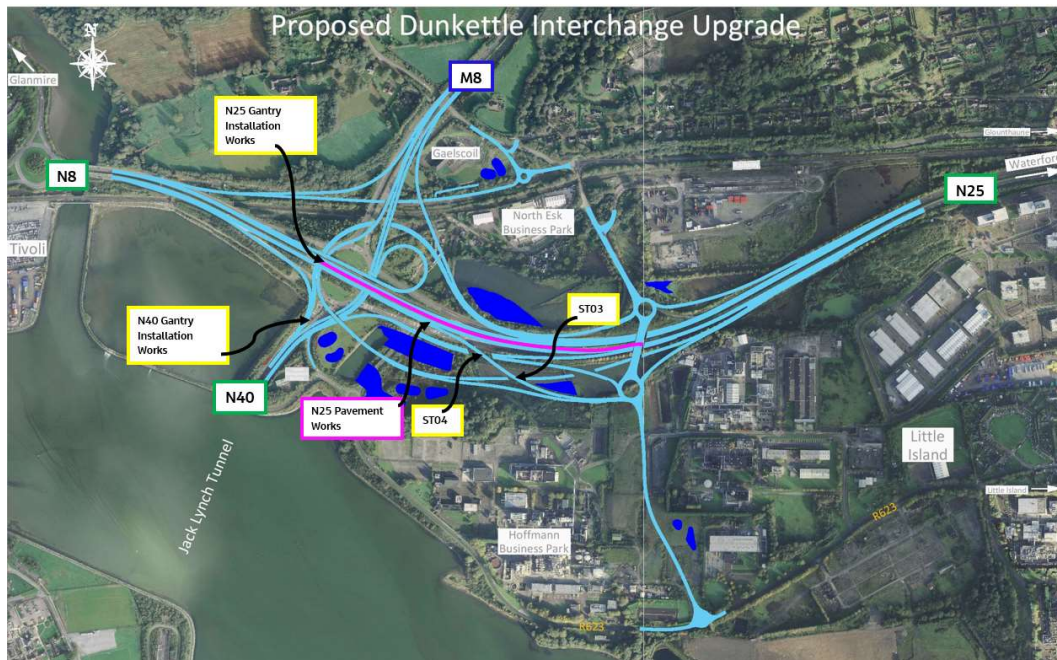 Proposed Dunkettle Interchange Upgrade
N
Glanmire
M8
N25 Gantry
Installation
Works
Gaelscoil
Glounthaune
Waterford
N8
N25
North Esk
Business Park
Tivoli
ST03
N40 Gantry
Installation
Works
N40
N25 Pavement
Works
ST04
Little
Island
Little Island
Jack Lynch Tunnel
R623
Hoffmann
Business Park
R623